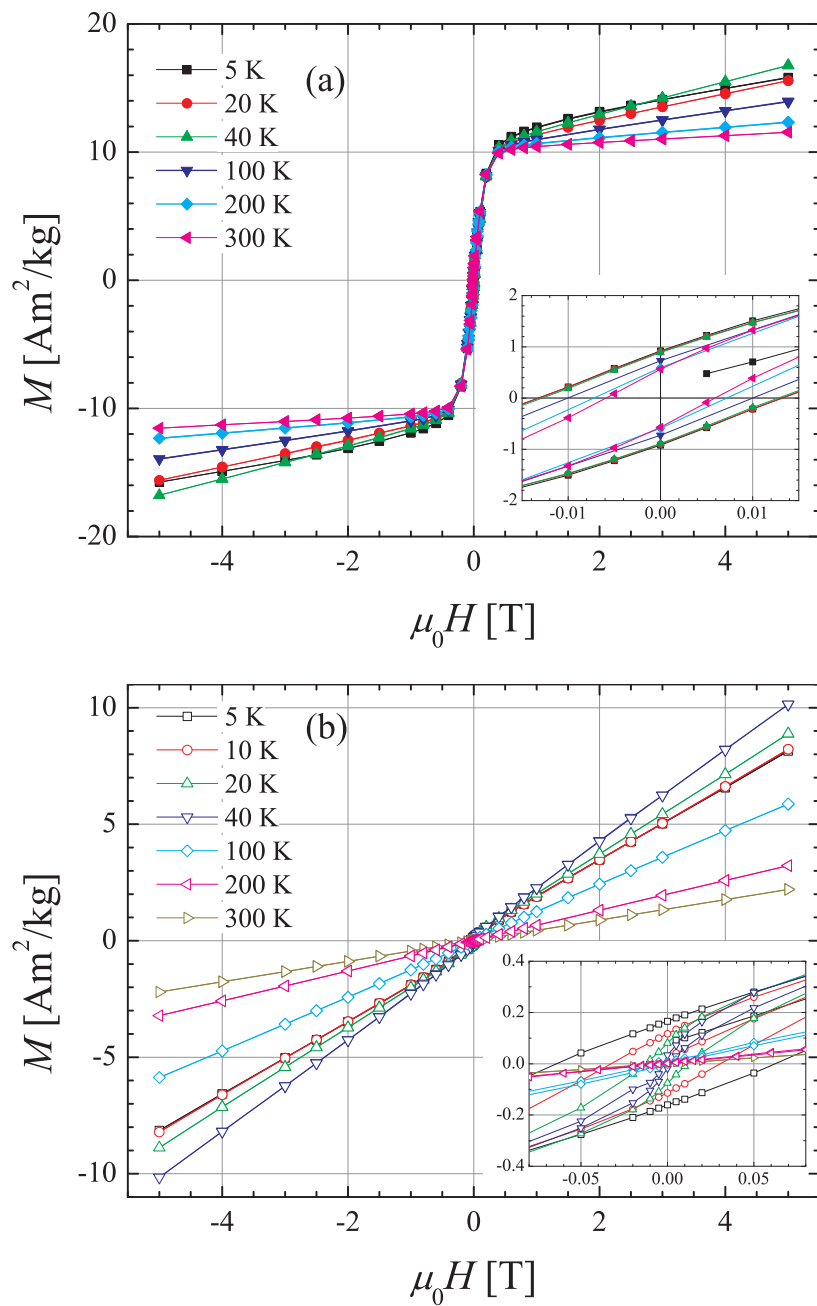 20
10
0
-10
-20
M [Am²/kg]
5 K
20 K
40 K
100 K
200 K
300 K
(a)
2
1
0
-1
-2
-0.01 0.00 0.01
-4 -2 0 2 4
μ₀H [T]
10
5
0
-5
-10
M [Am²/kg]
5 K
10 K
20 K
40 K
100 K
200 K
300 K
(b)
0.4
0.2
0.0
-0.2
-0.4
-0.05 0.00 0.05
-4 -2 0 2 4
μ₀H [T]